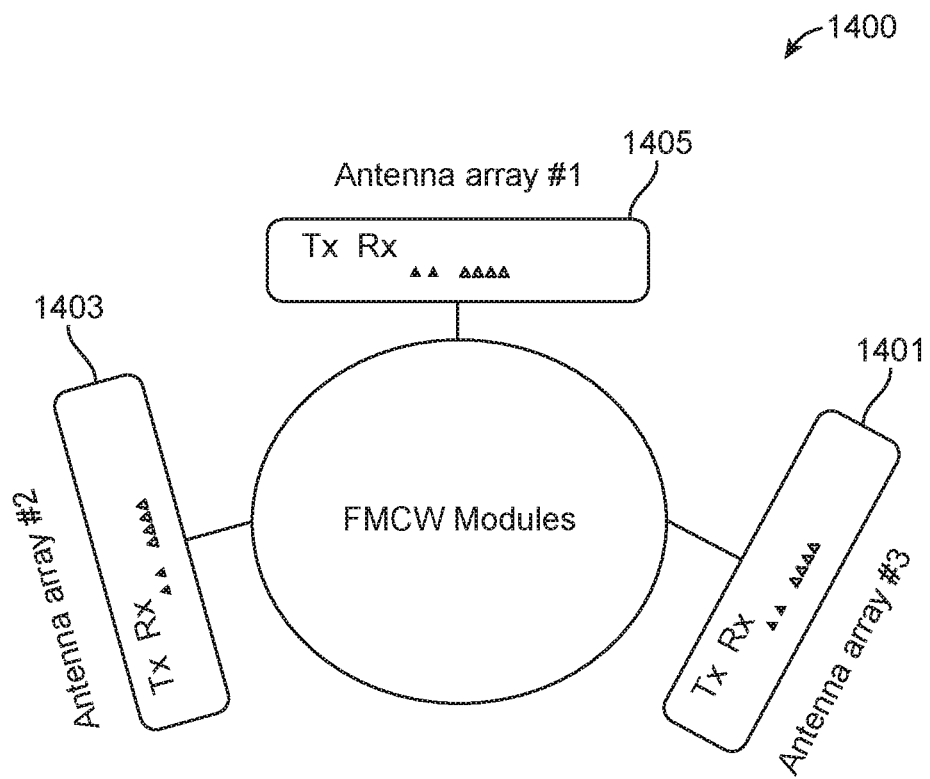 1400
1405
Antenna array #1
Tx Rx
1403
1401
Antenna array #2
Tx Rx
FMCW Modules
Tx Rx
Antenna array #3